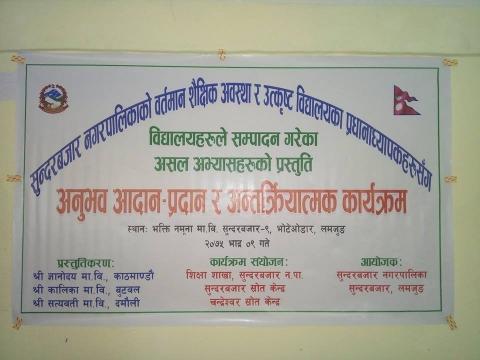 सुन्दरबजार नगरपालिकाको वर्तमान शैक्षिक अवस्था र उत्कृष्ट विद्यालयका प्रधानाध्यापकहरुसँग
विद्यालयहरुले सम्पादन गरेका
असल अभ्यासहरुको प्रस्तुति
अनुभव आदान-प्रदान र अन्तर्क्रियात्मक कार्यक्रम
स्थानः भक्ति नमूना मा.वि. सुन्दरबजार-९, भोटेओडार, लमजुङ
२०७५ भाद्र ०९ गते
प्रस्तुतिकरणः
श्री ज्ञानोदय मा.वि., काठमाण्डौ
श्री कालिका मा.वि., बुटवल
श्री सत्यवती मा.वि., दमौली
कार्यक्रम संयोजनः
शिक्षा शाखा, सुन्दरबजार न.पा.
सुन्दरबजार स्रोत केन्द्र
चन्द्रेश्वर स्रोत केन्द्र
आयोजकः
सुन्दरबजार नगरपालिका
सुन्दरबजार, लमजुङ